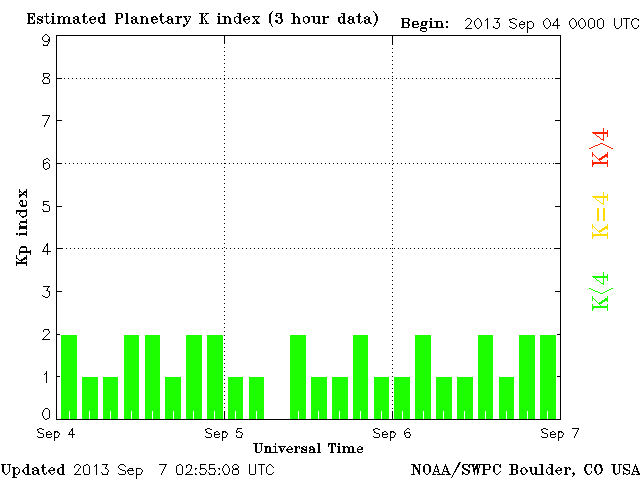 Estimated Planetary K index (3 hour data)
Begin: 2013 Sep 04 0000 UTC
9
8
7
6
5
4
3
2
1
0
Kp index
K>4
K=4
K<4
Sep 4
Sep 5
Sep 6
Sep 7
Universal Time
Updated 2013 Sep 7 02:55:08 UTC
NOAA/SWPC Boulder, CO USA